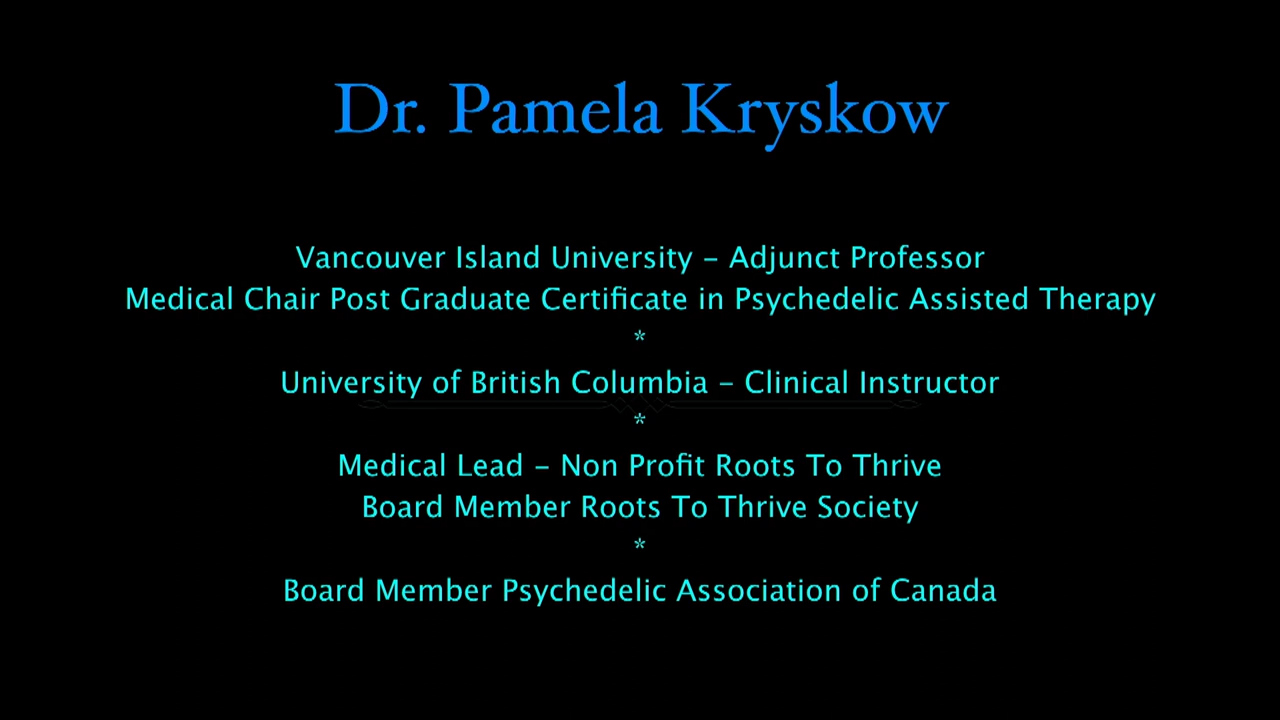 Dr. Pamela Kryskow
Vancouver Island University – Adjunct Professor
Medical Chair Post Graduate Certificate in Psychedelic Assisted Therapy
*
University of British Columbia – Clinical Instructor
*
Medical Lead – Non Profit Roots To Thrive
Board Member Roots To Thrive Society
*
Board Member Psychedelic Association of Canada